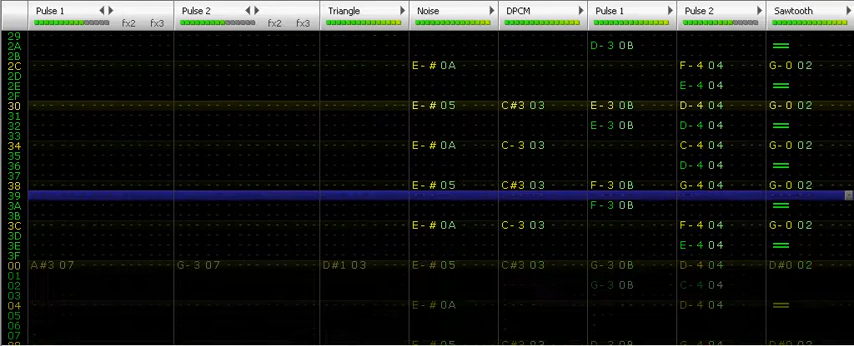 Pulse 1 fx2 fx3 Pulse 2 fx2 fx3 Triangle Noise DPCM Pulse 1 Pulse 2 Sawtooth
29
2A D-3 0B
2B
2C E-# 0A F-4 04 G-0 02
2D
2E E-4 04
2F
30 E-# 05 C#3 03 E-3 0B D-4 04 G-0 02
31
32 E-3 0B D-4 04
33
34 E-# 0A C-3 03 C-4 04 G-0 02
35
36 D-4 04
37
38 E-# 05 C#3 03 F-3 0B G-4 04 G-0 02
39
3A F-3 0B
3B
3C E-# 0A C-3 03 F-4 04 G-0 02
3D
3E E-4 04
3F
00 A#3 07 G-3 07 D#1 03 E-# 05 C#3 03 G-3 0B D-4 04 D#0 02
01
02 G-3 0B C-4 04
03
04 E-# 0A D-4 04
05
06
07